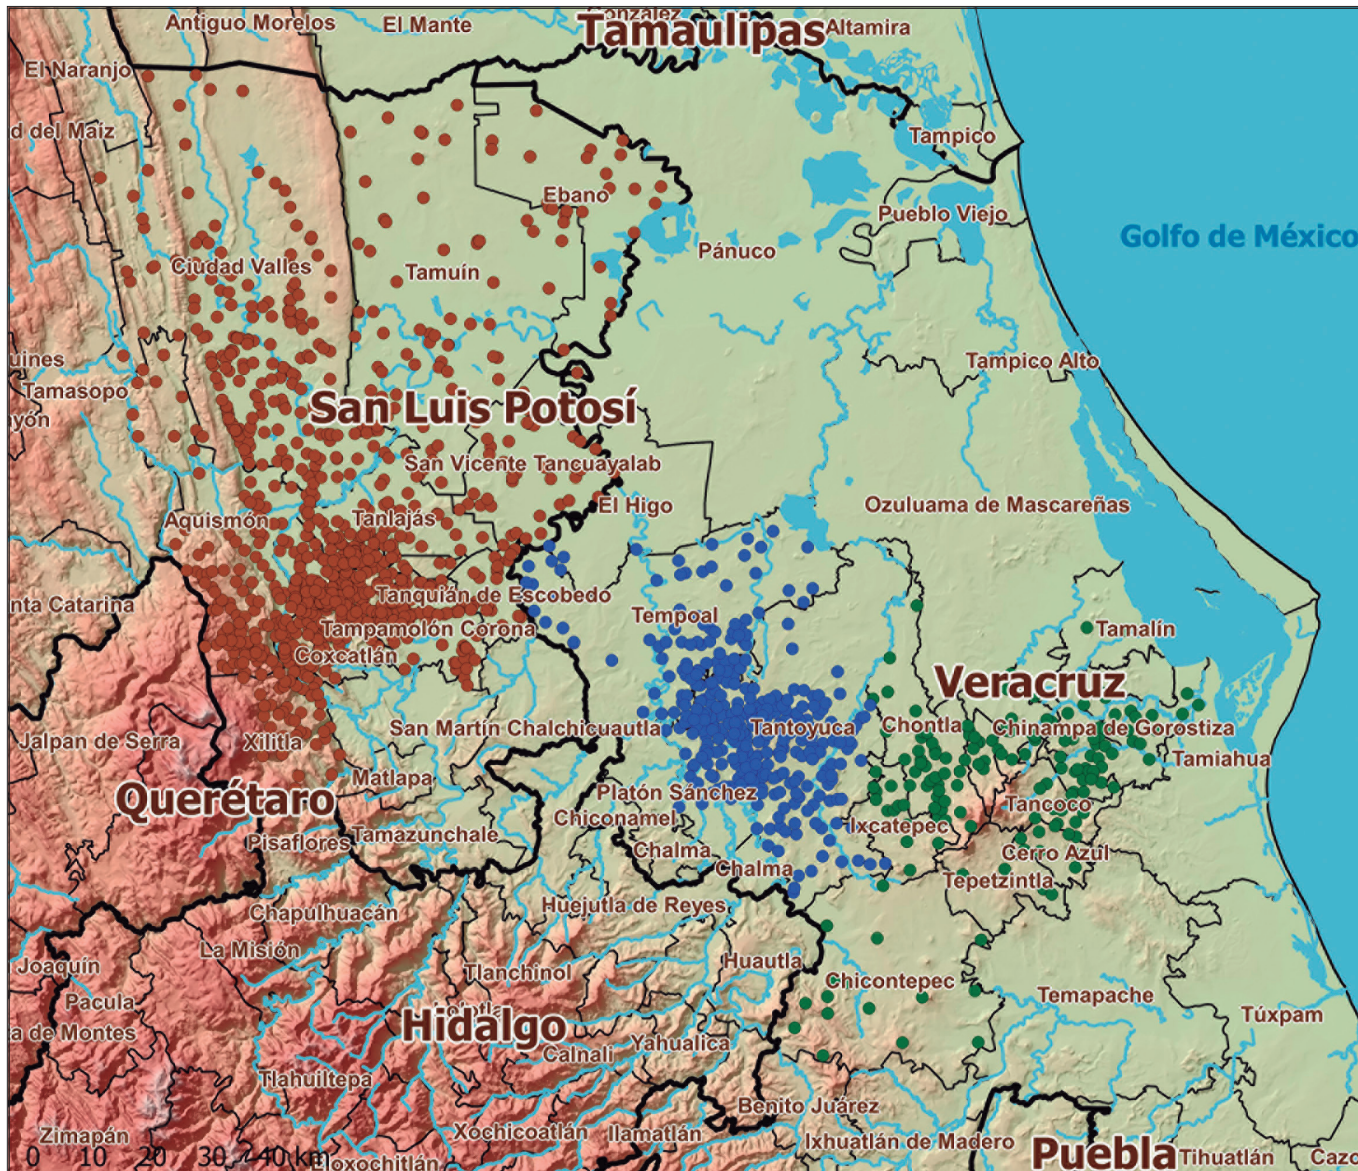 Antiguo Morelos
El Mante
González
Tamaulipas
Altamira
El Naranjo
d del Maíz
Tampico
Ebano
Pueblo Viejo
Golfo de México
Ciudad Valles
Tamuín
Pánuco
uines
Tamasopo
yón
Tampico Alto
San Luis Potosí
San Vicente Tancuayalab
El Higo
Ozuluama de Mascareñas
Aquismón
Tanlajás
nta Catarina
Tanquián de Escobedo
Tempoal
Tampamolón Corona
Tamalín
Coxcatlán
Veracruz
Jalpan de Serra
Xilitla
San Martín Chalchicuautla
Tantoyuca
Chontla
Chinampa de Gorostiza
Tamiahua
Matlapa
Querétaro
Platón Sánchez
Tancoco
Chiconamel
Pisaflores
Tamazunchale
Ixcatepec
Chalma
Cerro Azul
Chalma
Tepetzintla
Chapulhuacán
Huejutla de Reyes
La Misión
Joaquín
Tlanchinol
Huautla
Chicontepec
Pacula
Temapache
a de Montes
Hidalgo
Túxpam
Calnali
Yahualica
Tlahuiltepa
Benito Juárez
Zimapán
Xochicoatlán
Ilamatlán
Ixhuatlán de Madero
Puebla
Tihuatlán
Cazo
0 10 20 30 40 km
oxochitlán